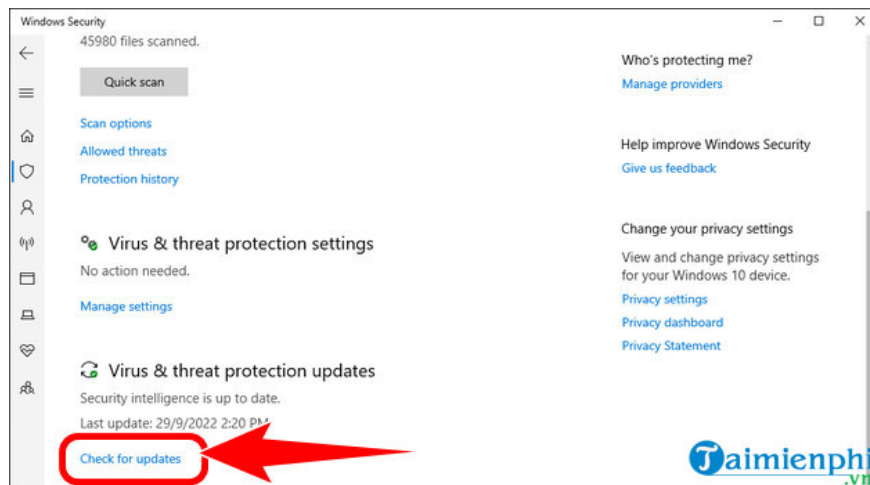 Windows Security
45980 files scanned.
Quick scan
Scan options
Allowed threats
Protection history
Virus & threat protection settings
No action needed.
Manage settings
Virus & threat protection updates
Security intelligence is up to date.
Last update: 29/9/2022 2:20 PM
Check for updates
Who's protecting me?
Manage providers
Help improve Windows Security
Give us feedback
Change your privacy settings
View and change privacy settings
for your Windows 10 device.
Privacy settings
Privacy dashboard
Privacy Statement
Taimienphi
.vn